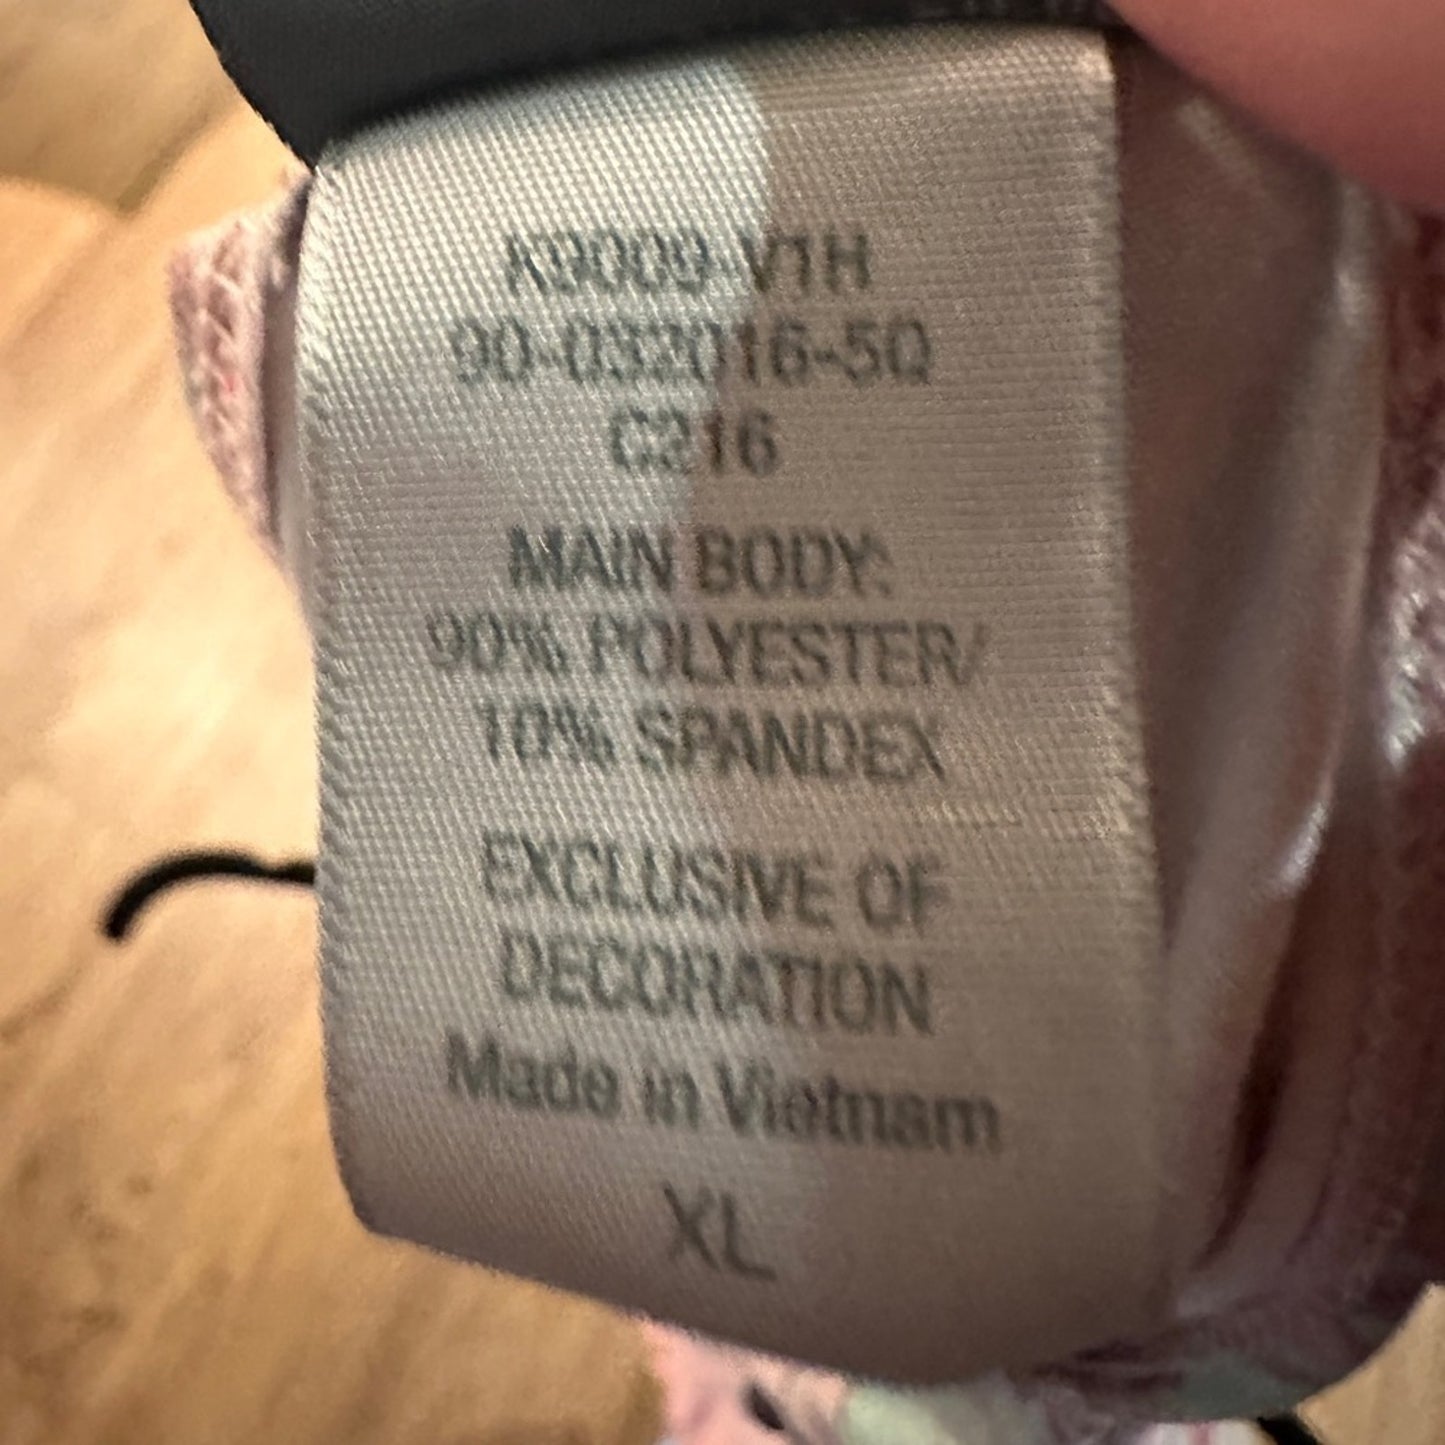 K9009-V1H
90-032016-5Q
C216
MAIN BODY:
90% POLYESTER/
10% SPANDEX
EXCLUSIVE OF
DECORATION
Made in Vietnam
XL